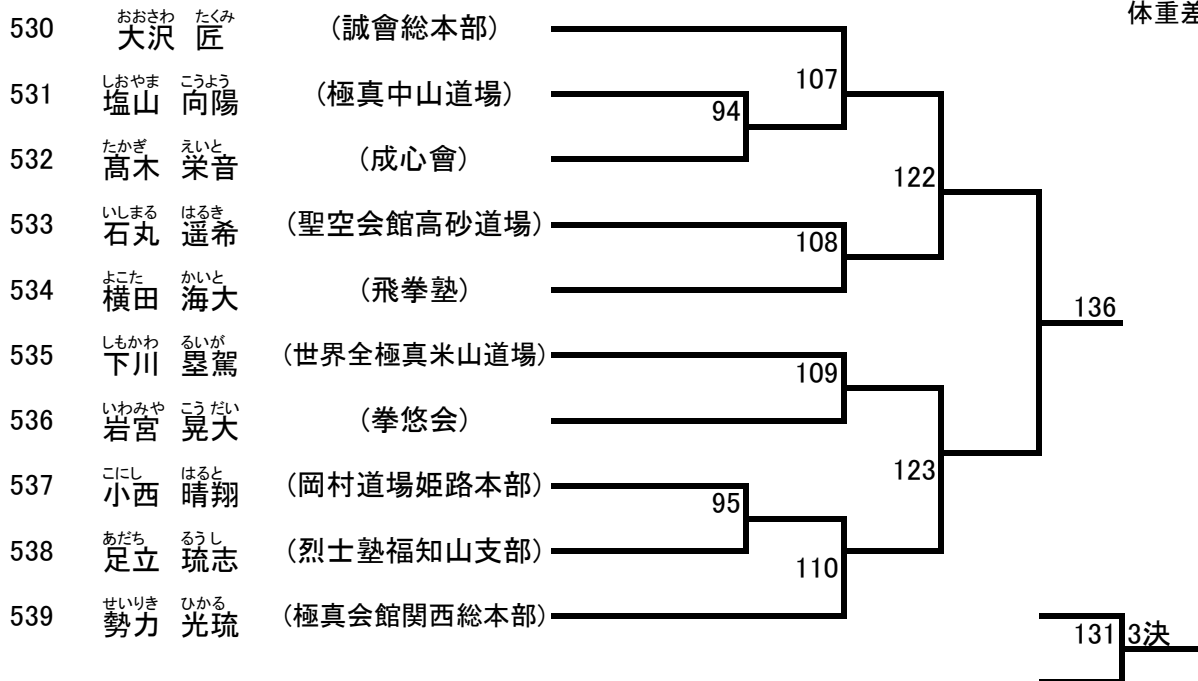 体重差
おおさわ たくみ
530 大沢 匠 (誠會総本部)
107
しおやま こうよう
531 塩山 向陽 (極真中山道場)
94
たかぎ えいと
532 髙木 栄音 (成心會)
122
いしまる はるき
533 石丸 遥希 (聖空会館高砂道場)
108
よこた かいと
534 横田 海大 (飛拳塾)
136
しもかわ るいが
535 下川 塁駕 (世界全極真米山道場)
109
いわみや こうだい
536 岩宮 晃大 (拳悠会)
123
こにし はると
537 小西 晴翔 (岡村道場姫路本部)
95
あだち るうし
538 足立 琉志 (烈士塾福知山支部)
110
せいりき ひかる
539 勢力 光琉 (極真会館関西総本部)
131 3決